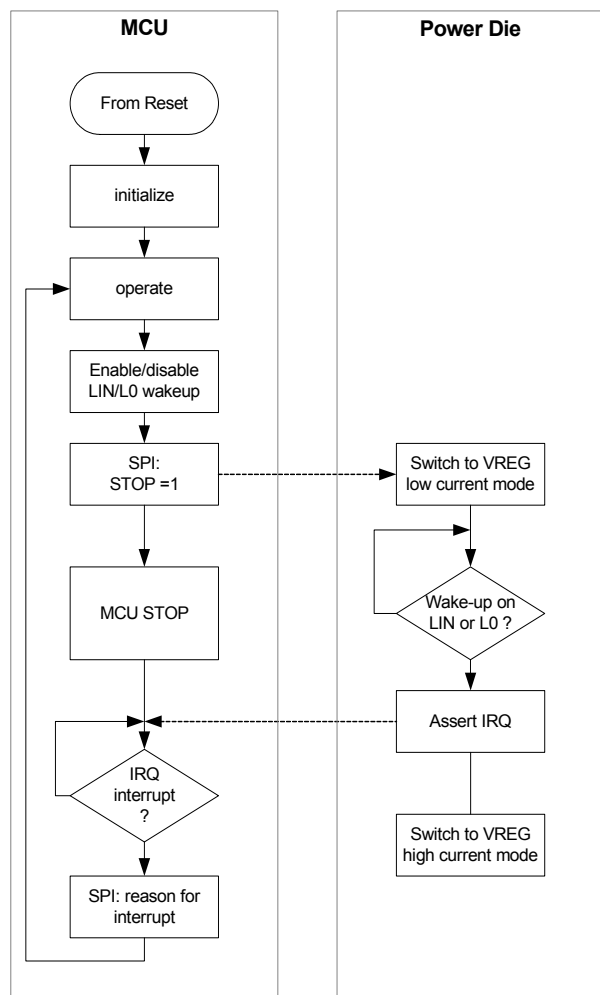 MCU
From Reset
initialize
operate
Enable/disable
LIN/L0 wakeup
SPI:
STOP =1
MCU STOP
IRQ
interrupt
?
SPI: reason for
interrupt
Power Die
Switch to VREG
low current mode
Wake-up on
LIN or L0 ?
Assert IRQ
Switch to VREG
high current mode